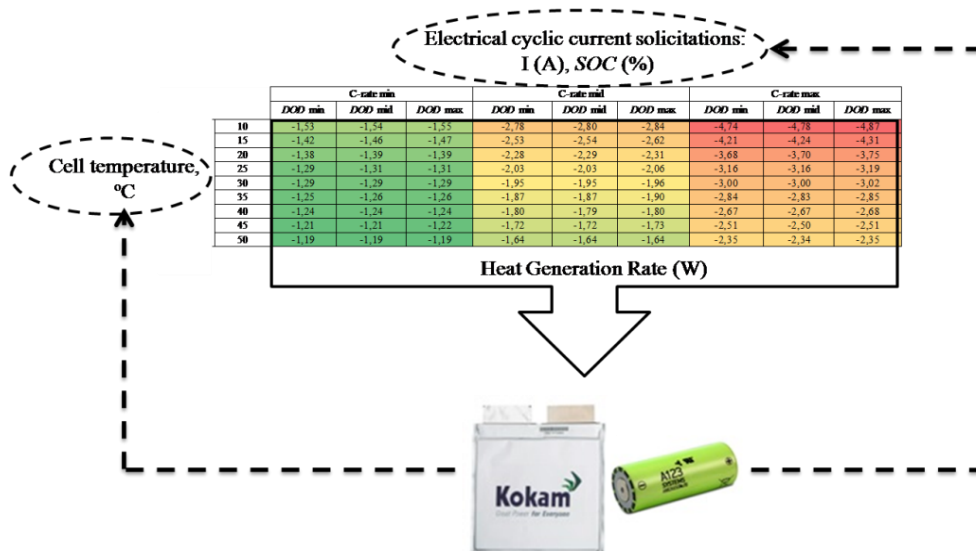 Electrical cyclic current solicitations:
I (A), SOC (%)
C-rate min C-rate mid C-rate max
DOD min DOD mid DOD max DOD min DOD mid DOD max DOD min DOD mid DOD max
10 -1,53 -1,54 -1,55 -2,78 -2,80 -2,84 -4,74 -4,78 -4,87
15 -1,42 -1,46 -1,47 -2,53 -2,54 -2,62 -4,21 -4,24 -4,31
20 -1,38 -1,39 -1,39 -2,28 -2,29 -2,31 -3,68 -3,70 -3,75
25 -1,29 -1,31 -1,31 -2,03 -2,03 -2,06 -3,16 -3,16 -3,19
30 -1,29 -1,29 -1,29 -1,95 -1,95 -1,96 -3,00 -3,00 -3,02
35 -1,25 -1,26 -1,26 -1,87 -1,87 -1,90 -2,84 -2,83 -2,85
40 -1,24 -1,24 -1,24 -1,80 -1,79 -1,80 -2,67 -2,67 -2,68
45 -1,21 -1,21 -1,22 -1,72 -1,72 -1,73 -2,51 -2,50 -2,51
50 -1,19 -1,19 -1,19 -1,64 -1,64 -1,64 -2,35 -2,34 -2,35
Cell temperature,
ºC
Heat Generation Rate (W)
Kokam
Great Power for Everyone
A123
SYSTEMS